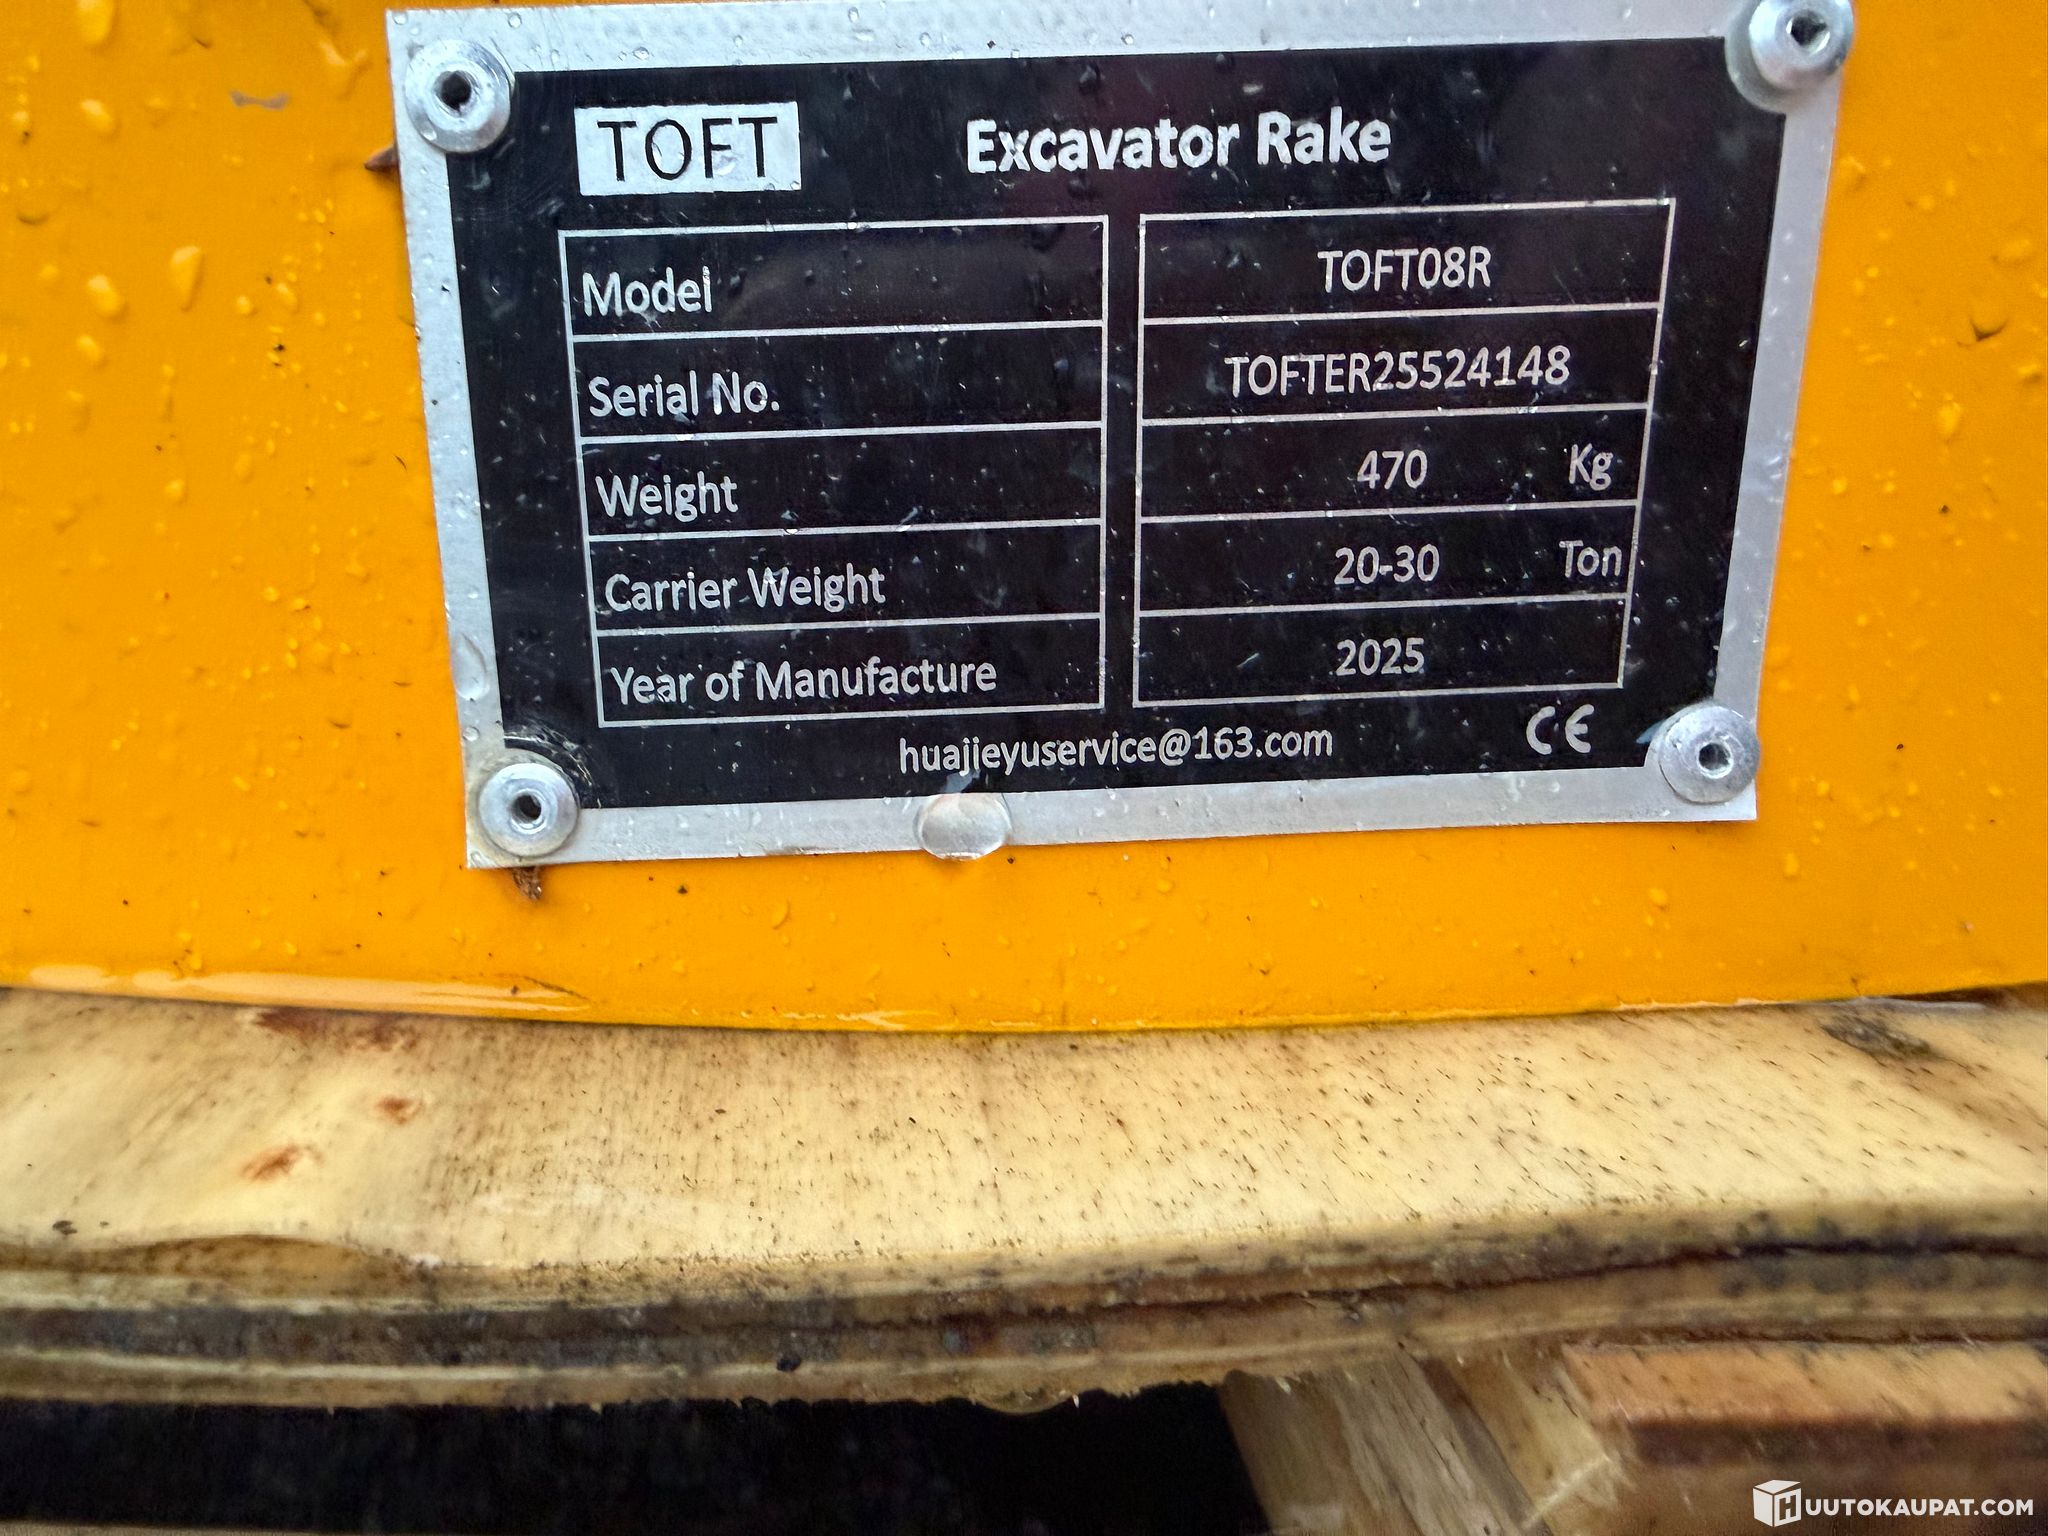 TOFT Excavator Rake
Model TOFT08R
Serial No. TOFTER25524148
Weight 470 Kg
Carrier Weight 20-30 Ton
Year of Manufacture 2025
huajieyuservice@163.com CE
HUUTOKAUPAT.COM